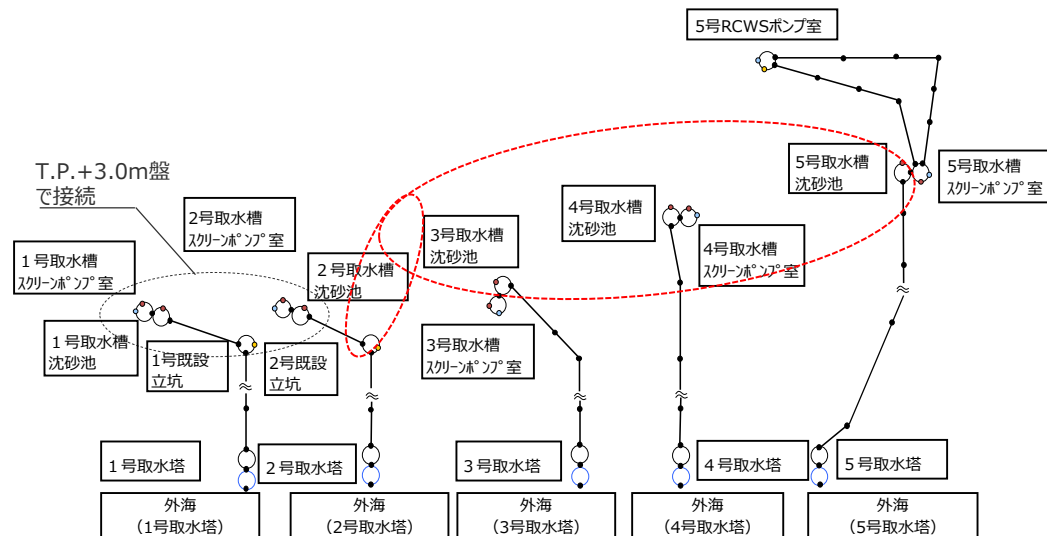 5号RCWSポンプ室
T.P.+3.0m盤
で接続
5号取水槽
沈砂池
5号取水槽
スクリーンポンプ室
2号取水槽
スクリーンポンプ室
4号取水槽
沈砂池
3号取水槽
沈砂池
4号取水槽
スクリーンポンプ室
1号取水槽
スクリーンポンプ室
2号取水槽
沈砂池
1号取水槽
沈砂池
1号既設
立坑
2号既設
立坑
3号取水槽
スクリーンポンプ室
1号取水塔
2号取水塔
3号取水塔
4号取水塔
5号取水塔
外海
(1号取水塔)
外海
(2号取水塔)
外海
(3号取水塔)
外海
(4号取水塔)
外海
(5号取水塔)